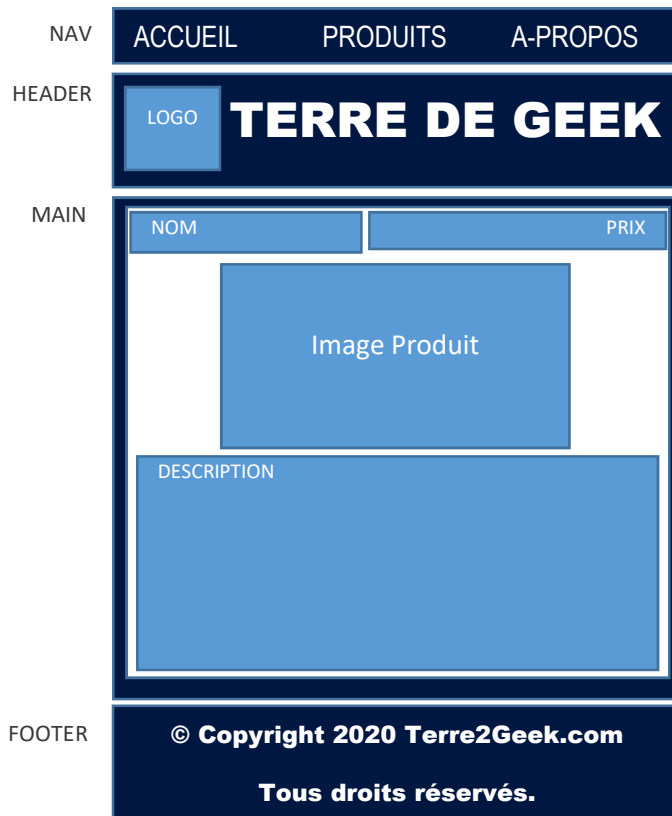 NAV
ACCUEIL PRODUITS A-PROPOS
HEADER
LOGO
TERRE DE GEEK
MAIN
NOM
PRIX
Image Produit
DESCRIPTION
FOOTER
© Copyright 2020 Terre2Geek.com
Tous droits réservés.